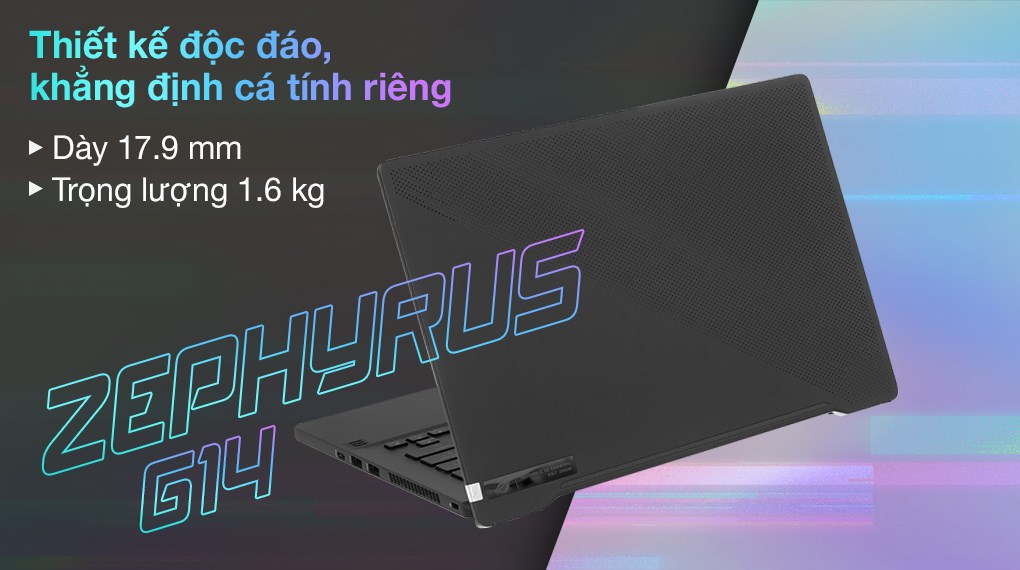 Thiết kế độc đáo,
khẳng định cá tính riêng
Dày 17.9 mm
Trọng lượng 1.6 kg
ZEPHYRUS
G14